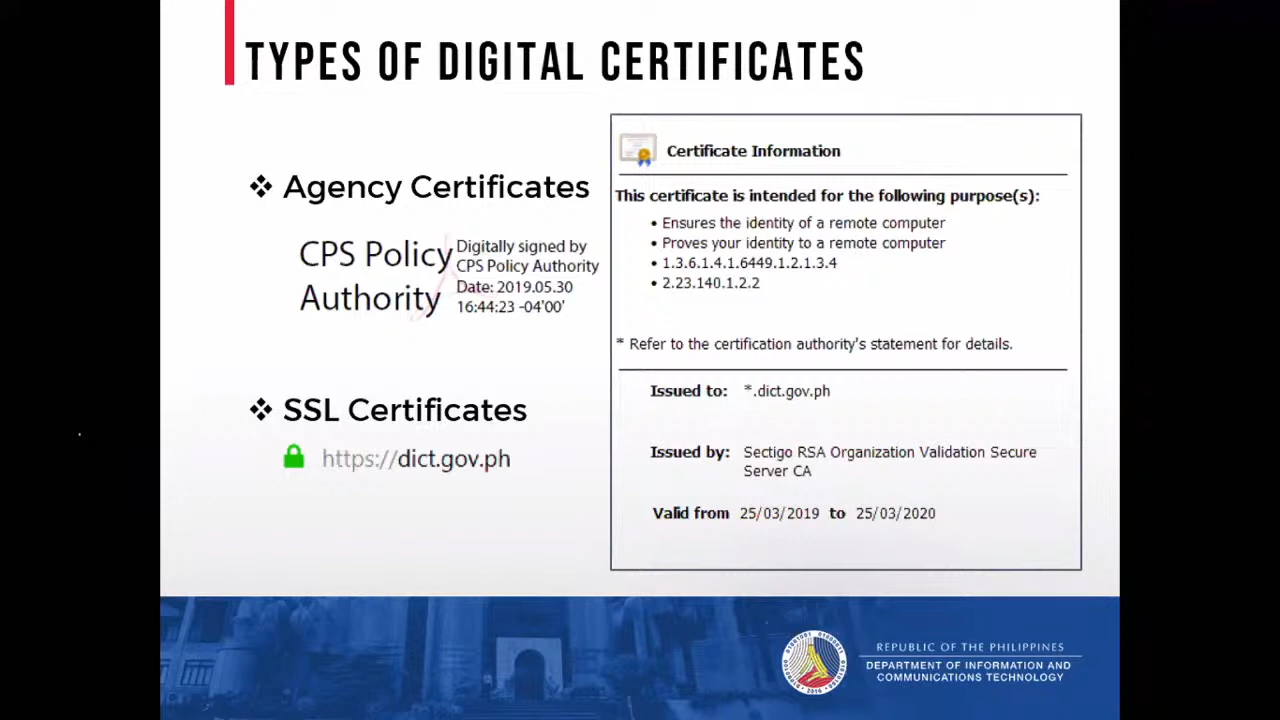 TYPES OF DIGITAL CERTIFICATES
❖ Agency Certificates
CPS Policy
Authority
Digitally signed by
CPS Policy Authority
Date: 2019.05.30
16:44:23 -04'00'
❖ SSL Certificates
https://dict.gov.ph
Certificate Information
This certificate is intended for the following purpose(s):
• Ensures the identity of a remote computer
• Proves your identity to a remote computer
• 1.3.6.1.4.1.6449.1.2.1.3.4
• 2.23.140.1.2.2
* Refer to the certification authority's statement for details.
Issued to: *.dict.gov.ph
Issued by: Sectigo RSA Organization Validation Secure
Server CA
Valid from 25/03/2019 to 25/03/2020
REPUBLIC OF THE PHILIPPINES
DEPARTMENT OF INFORMATION AND
COMMUNICATIONS TECHNOLOGY